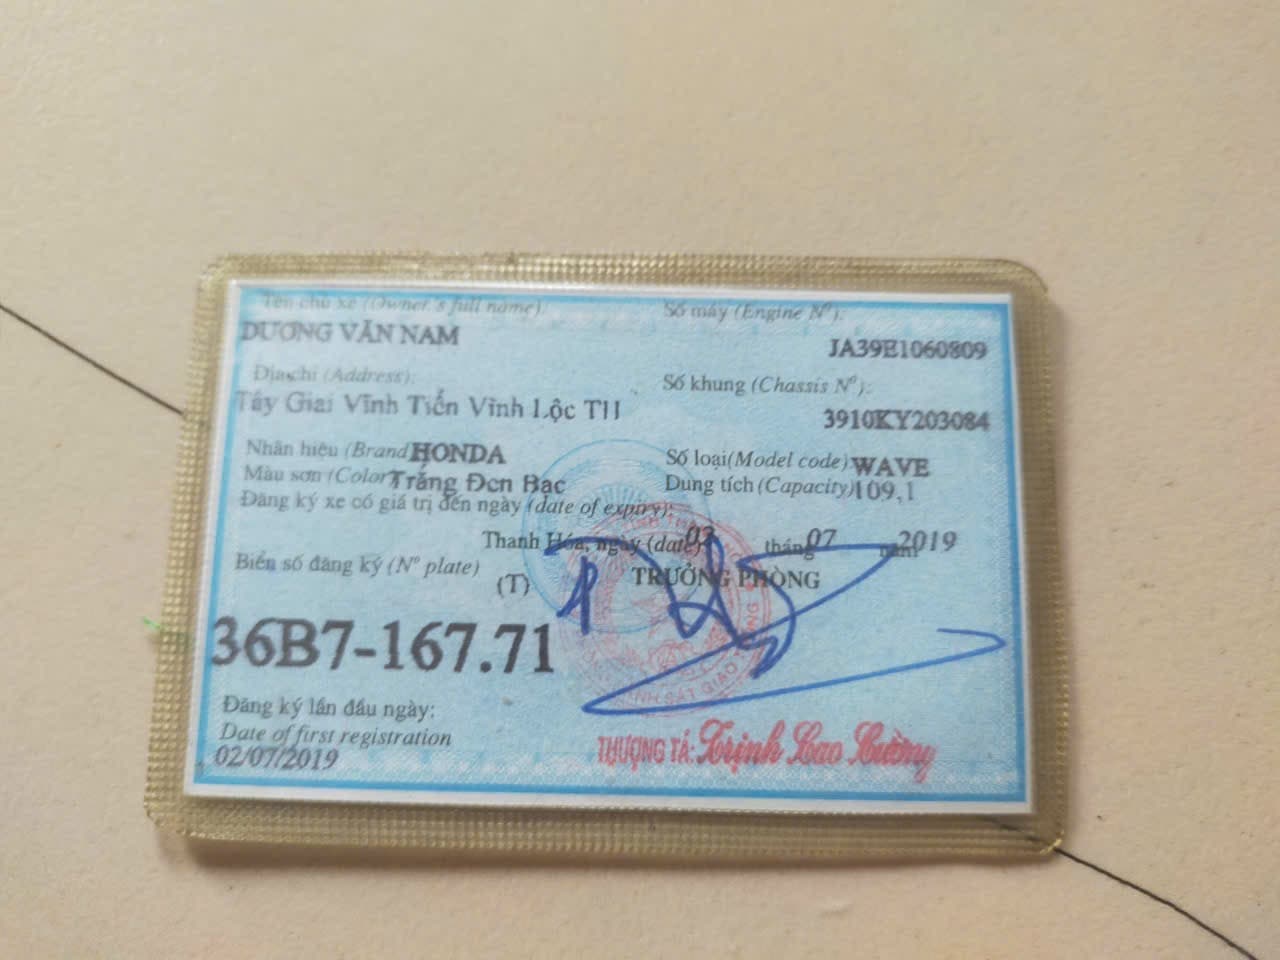 Tên chủ xe (Owner's full name):
DƯƠNG VĂN NAM
Số máy (Engine Nº):
JA39E1060809
Địa chỉ (Address):
Tây Giai Vĩnh Tiến Vĩnh Lộc TH
Số khung (Chassis Nº):
3910KY203084
Nhãn hiệu (Brand HONDA
Số loại(Model code) WAVE
Màu sơn (Color Trắng Đen Bạc
Dung tích (Capacity) 109,1
Đăng ký xe có giá trị đến ngày (date of expiry):
Thanh Hóa, ngày (date) 03 tháng 07 năm 2019
Biển số đăng ký (Nº plate) (T)
TRƯỞNG PHÒNG
36B7-167.71
Đăng ký lần đầu ngày:
Date of first registration
02/07/2019
THƯỢNG TÁ: Trịnh Cao Cường